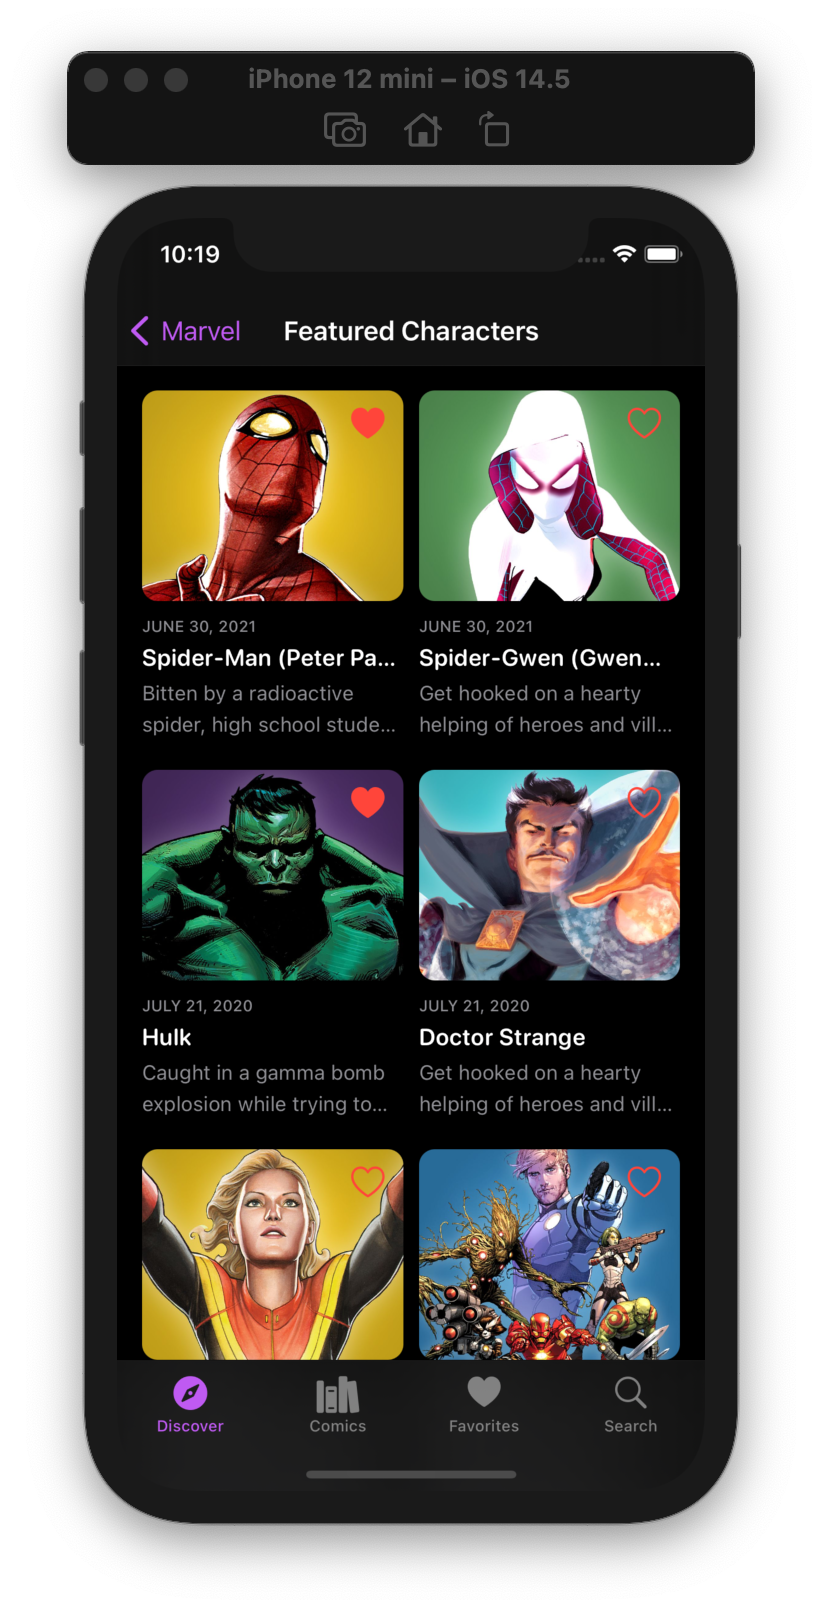 iPhone 12 mini – iOS 14.5
10:19
Marvel
Featured Characters
JUNE 30, 2021
Spider-Man (Peter Pa...
Bitten by a radioactive
spider, high school stude...
JUNE 30, 2021
Spider-Gwen (Gwen...
Get hooked on a hearty
helping of heroes and vill...
JULY 21, 2020
Hulk
Caught in a gamma bomb
explosion while trying to...
JULY 21, 2020
Doctor Strange
Get hooked on a hearty
helping of heroes and vill...
Discover
Comics
Favorites
Search